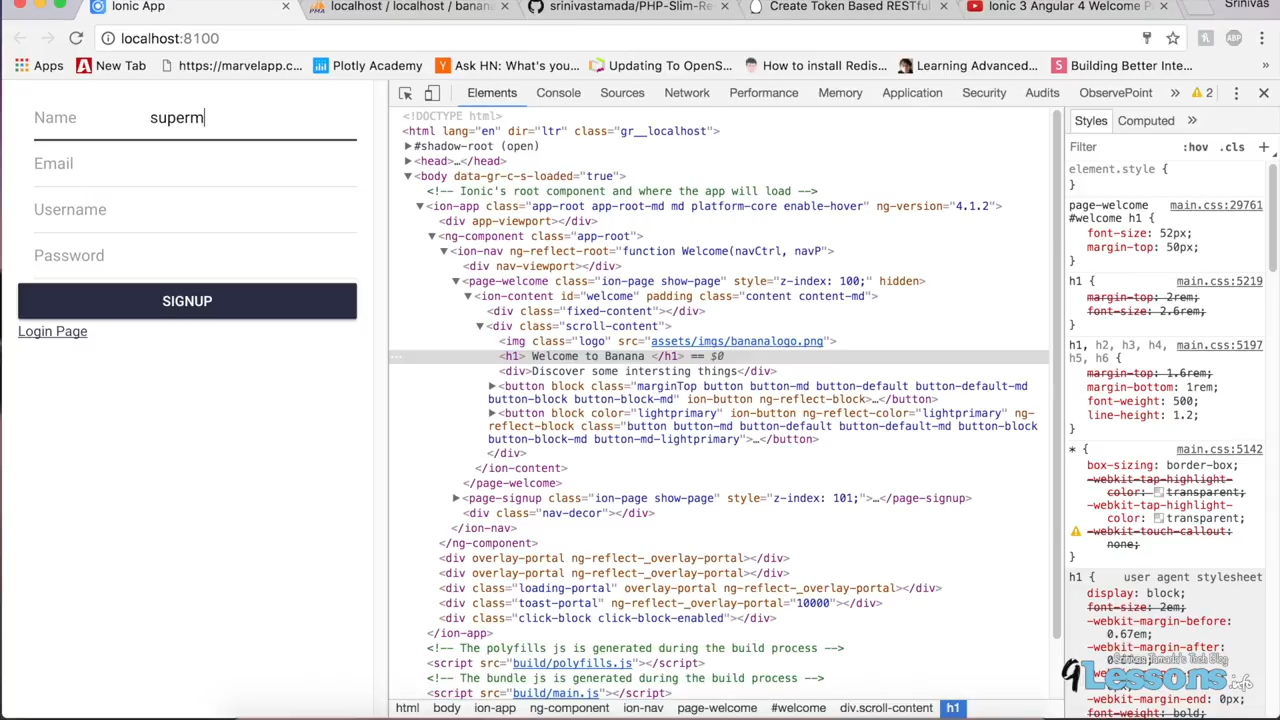 Ionic App
localhost / localhost / banana
srinivastamada/PHP-Slim-Re
Create Token Based RESTful
Ionic 3 Angular 4 Welcome P
Srinivas
localhost:8100
Apps
New Tab
https://marvelapp.c...
Plotly Academy
Ask HN: What's you...
Updating To OpenS...
How to install Redis...
Learning Advanced...
Building Better Inte...
»
Name superm
Email
Username
Password
SIGNUP
Login Page
Elements Console Sources Network Performance Memory Application Security Audits ObservePoint » 2
<!DOCTYPE html>
<html lang="en" dir="ltr" class="gr__localhost">
#shadow-root (open)
<head>…</head>
<body data-gr-c-s-loaded="true">
<!-- Ionic's root component and where the app will load -->
<ion-app class="app-root app-root-md md platform-core enable-hover" ng-version="4.1.2">
<div app-viewport></div>
<ng-component class="app-root">
<ion-nav ng-reflect-root="function Welcome(navCtrl, navP">
<div nav-viewport></div>
<page-welcome class="ion-page show-page" style="z-index: 100;" hidden>
<ion-content id="welcome" padding class="content content-md">
<div class="fixed-content"></div>
<div class="scroll-content">
<img class="logo" src="assets/imgs/bananalogo.png">
... <h1> Welcome to Banana </h1> == $0
<div>Discover some intersting things</div>
<button block class="marginTop button button-md button-default button-default-md
button-block button-block-md" ion-button ng-reflect-block>…</button>
<button block color="lightprimary" ion-button ng-reflect-color="lightprimary" ng-
reflect-block class="button button-md button-default button-default-md button-block
button-block-md button-md-lightprimary">…</button>
</div>
</ion-content>
</page-welcome>
<page-signup class="ion-page show-page" style="z-index: 101;">…</page-signup>
<div class="nav-decor"></div>
</ion-nav>
</ng-component>
<div overlay-portal ng-reflect-_overlay-portal></div>
<div overlay-portal ng-reflect-_overlay-portal></div>
<div class="loading-portal" overlay-portal ng-reflect-_overlay-portal></div>
<div class="toast-portal" ng-reflect-_overlay-portal="10000"></div>
<div class="click-block click-block-enabled"></div>
</ion-app>
<!-- The polyfills js is generated during the build process -->
<script src="build/polyfills.js"></script>
<!-- The bundle js is generated during the build process -->
<script src="build/main.js"></script>
html body ion-app ng-component ion-nav page-welcome #welcome div.scroll-content h1
Styles Computed »
Filter :hov .cls +
element.style {
}
page-welcome main.css:29761
#welcome h1 {
font-size: 52px;
margin-top: 50px;
}
h1 { main.css:5219
margin-top: 2rem;
font-size: 2.6rem;
}
h1, h2, h3, h4, main.css:5197
h5, h6 {
margin-top: 1.6rem;
margin-bottom: 1rem;
font-weight: 500;
line-height: 1.2;
}
* { main.css:5142
box-sizing: border-box;
-webkit-tap-highlight-
color: transparent;
-webkit-tap-highlight-
color: transparent;
-webkit-touch-callout:
none;
}
h1 { user agent stylesheet
display: block;
font-size: 2em;
-webkit-margin-before:
0.67em;
-webkit-margin-after:
Srinivas Tamada's Tech Blog
9Lessons.info
-webkit-margin-end: 0px;
font-weight: bold;